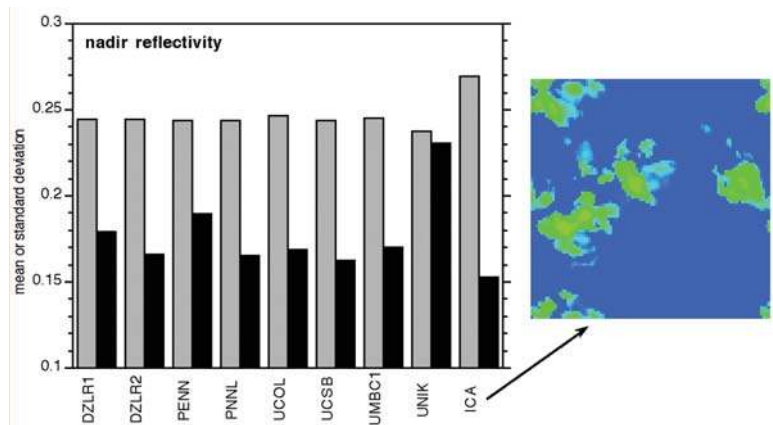 0.3
nadir reflectivity
0.25
0.2
0.15
0.1
mean or standard deviation
DZLR1
DZLR2
PENN
PNNL
UCOL
UCSB
UMBC1
UNIK
ICA